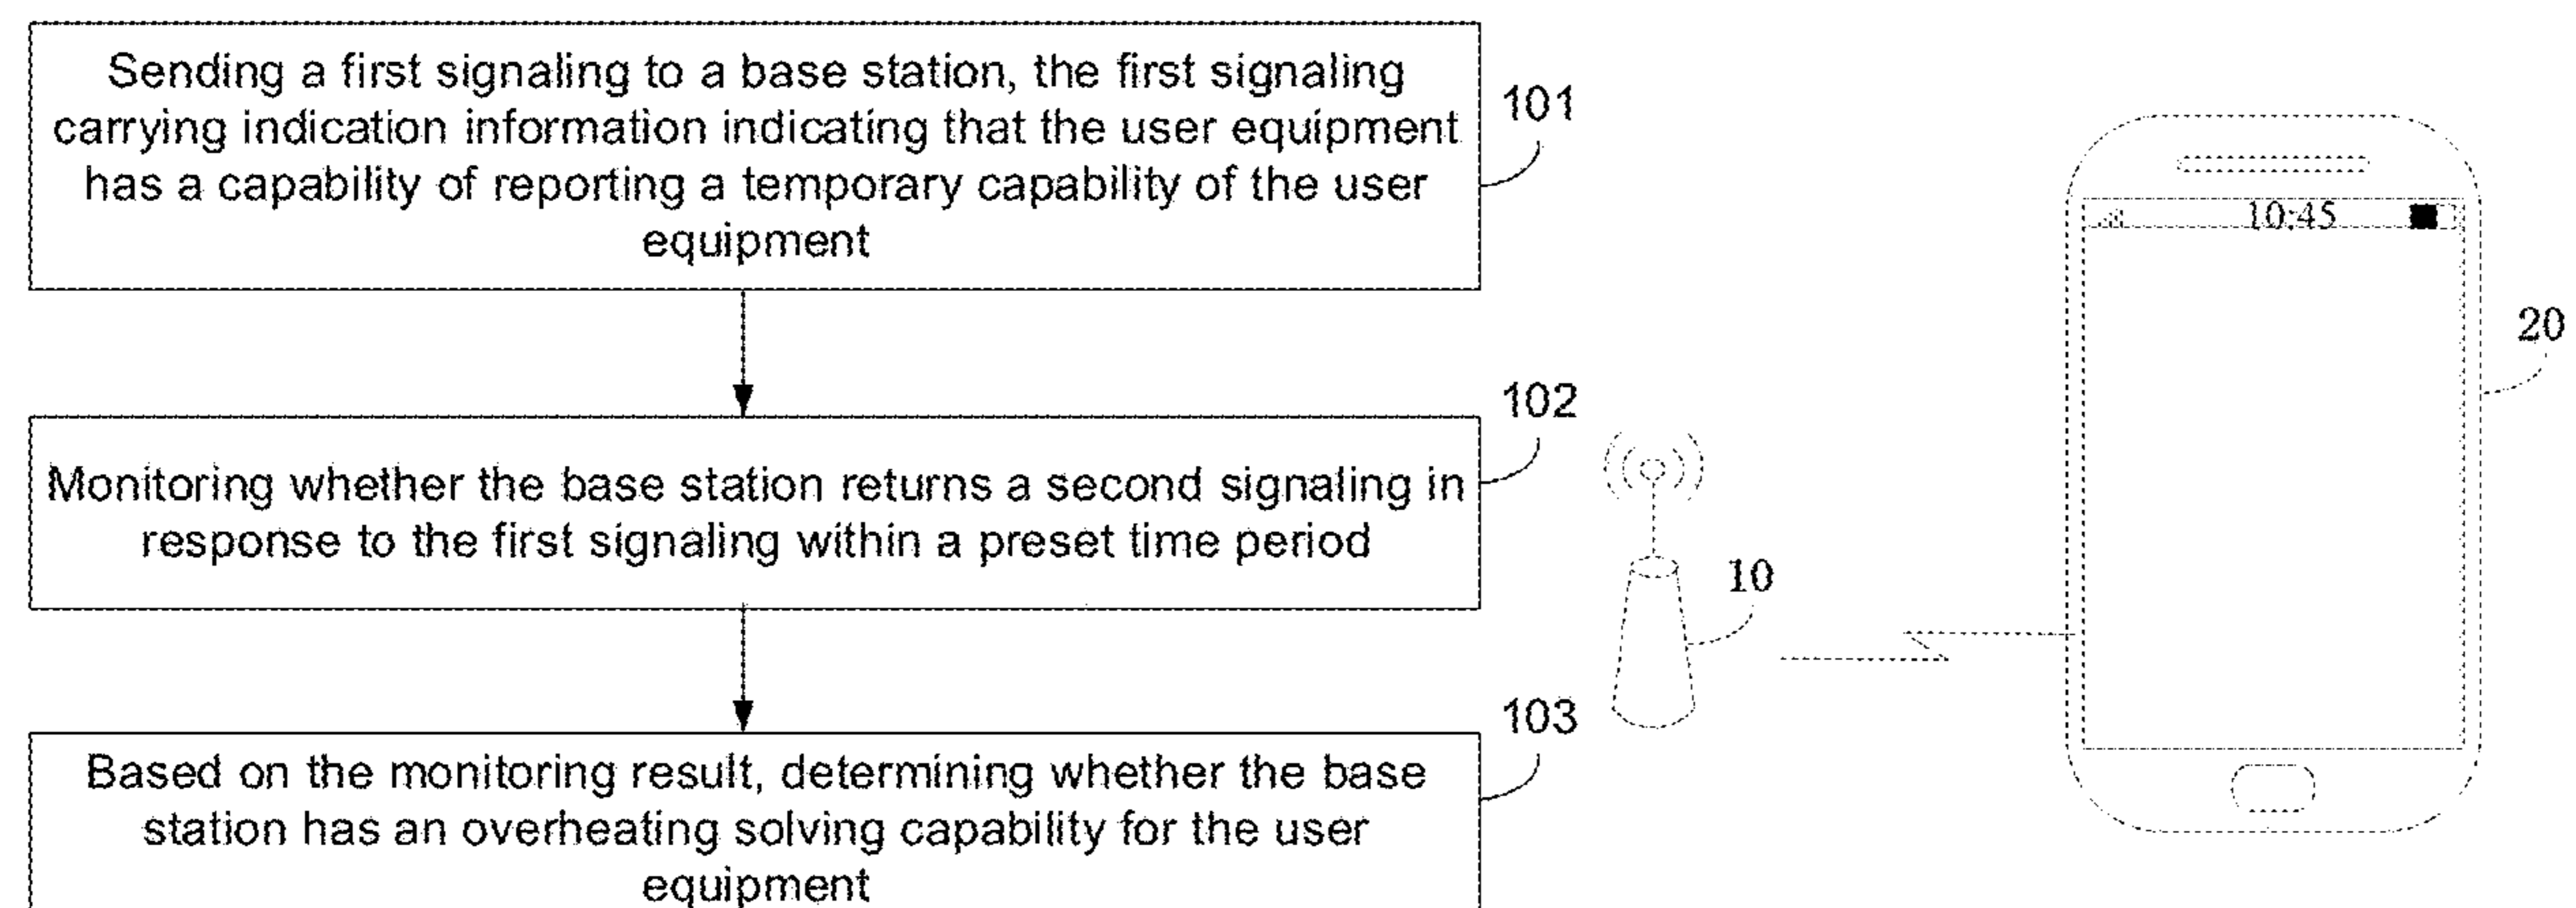 Sending a first signaling to a base station, the first signaling
carrying indication information indicating that the user equipment
has a capability of reporting a temporary capability of the user
equipment
101
Monitoring whether the base station returns a second signaling in
response to the first signaling within a preset time period
102
Based on the monitoring result, determining whether the base
station has an overheating solving capability for the user
equipment
103
10
10:45
20